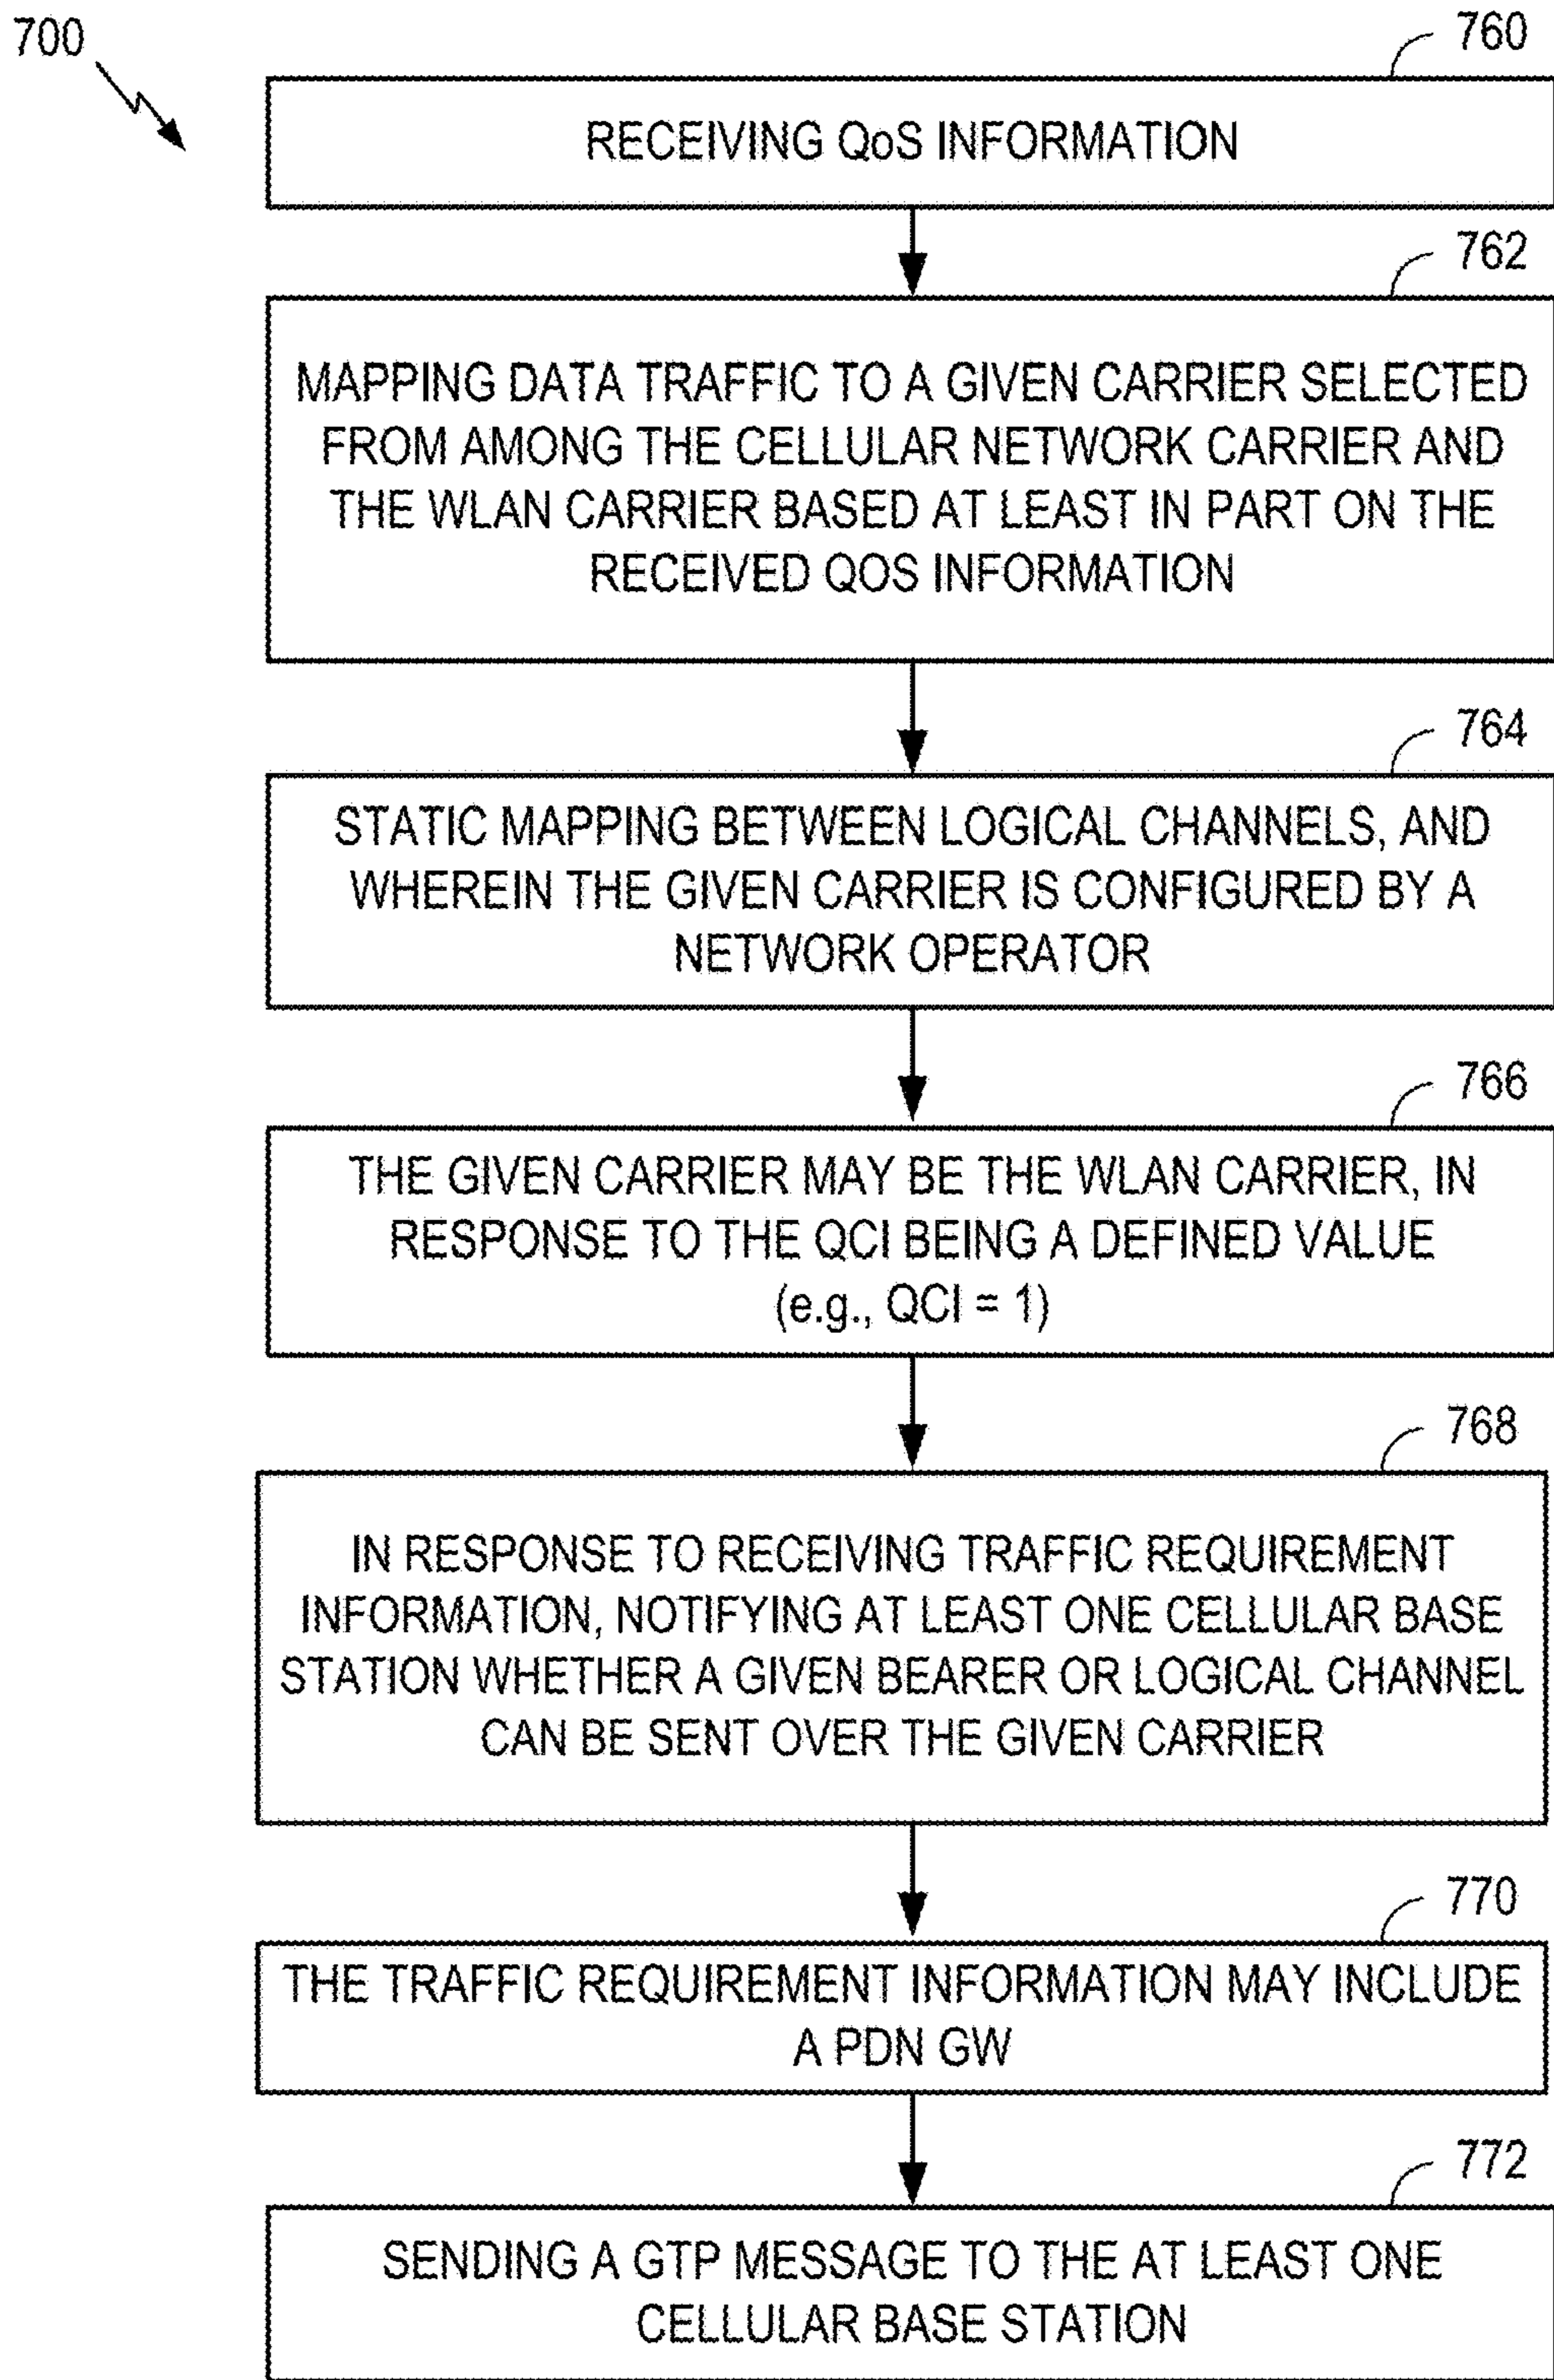 700
760
RECEIVING QoS INFORMATION
762
MAPPING DATA TRAFFIC TO A GIVEN CARRIER SELECTED
FROM AMONG THE CELLULAR NETWORK CARRIER AND
THE WLAN CARRIER BASED AT LEAST IN PART ON THE
RECEIVED QOS INFORMATION
764
STATIC MAPPING BETWEEN LOGICAL CHANNELS, AND
WHEREIN THE GIVEN CARRIER IS CONFIGURED BY A
NETWORK OPERATOR
766
THE GIVEN CARRIER MAY BE THE WLAN CARRIER, IN
RESPONSE TO THE QCI BEING A DEFINED VALUE
(e.g., QCI = 1)
768
IN RESPONSE TO RECEIVING TRAFFIC REQUIREMENT
INFORMATION, NOTIFYING AT LEAST ONE CELLULAR BASE
STATION WHETHER A GIVEN BEARER OR LOGICAL CHANNEL
CAN BE SENT OVER THE GIVEN CARRIER
770
THE TRAFFIC REQUIREMENT INFORMATION MAY INCLUDE
A PDN GW
772
SENDING A GTP MESSAGE TO THE AT LEAST ONE
CELLULAR BASE STATION